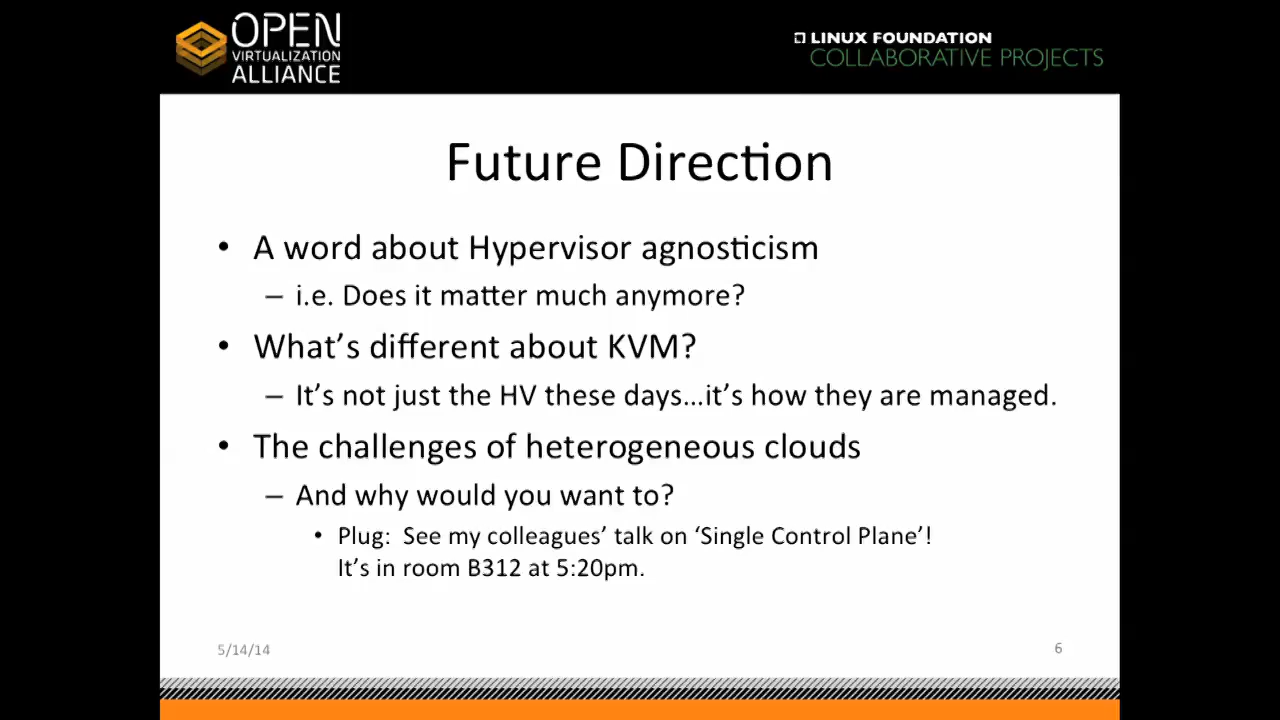 OPEN
VIRTUALIZATION
ALLIANCE
LINUX FOUNDATION
COLLABORATIVE PROJECTS
Future Direction
• A word about Hypervisor agnosticism
– i.e. Does it matter much anymore?
• What’s different about KVM?
– It’s not just the HV these days…it’s how they are managed.
• The challenges of heterogeneous clouds
– And why would you want to?
• Plug:  See my colleagues’ talk on ‘Single Control Plane’!
It’s in room B312 at 5:20pm.
5/14/14
6